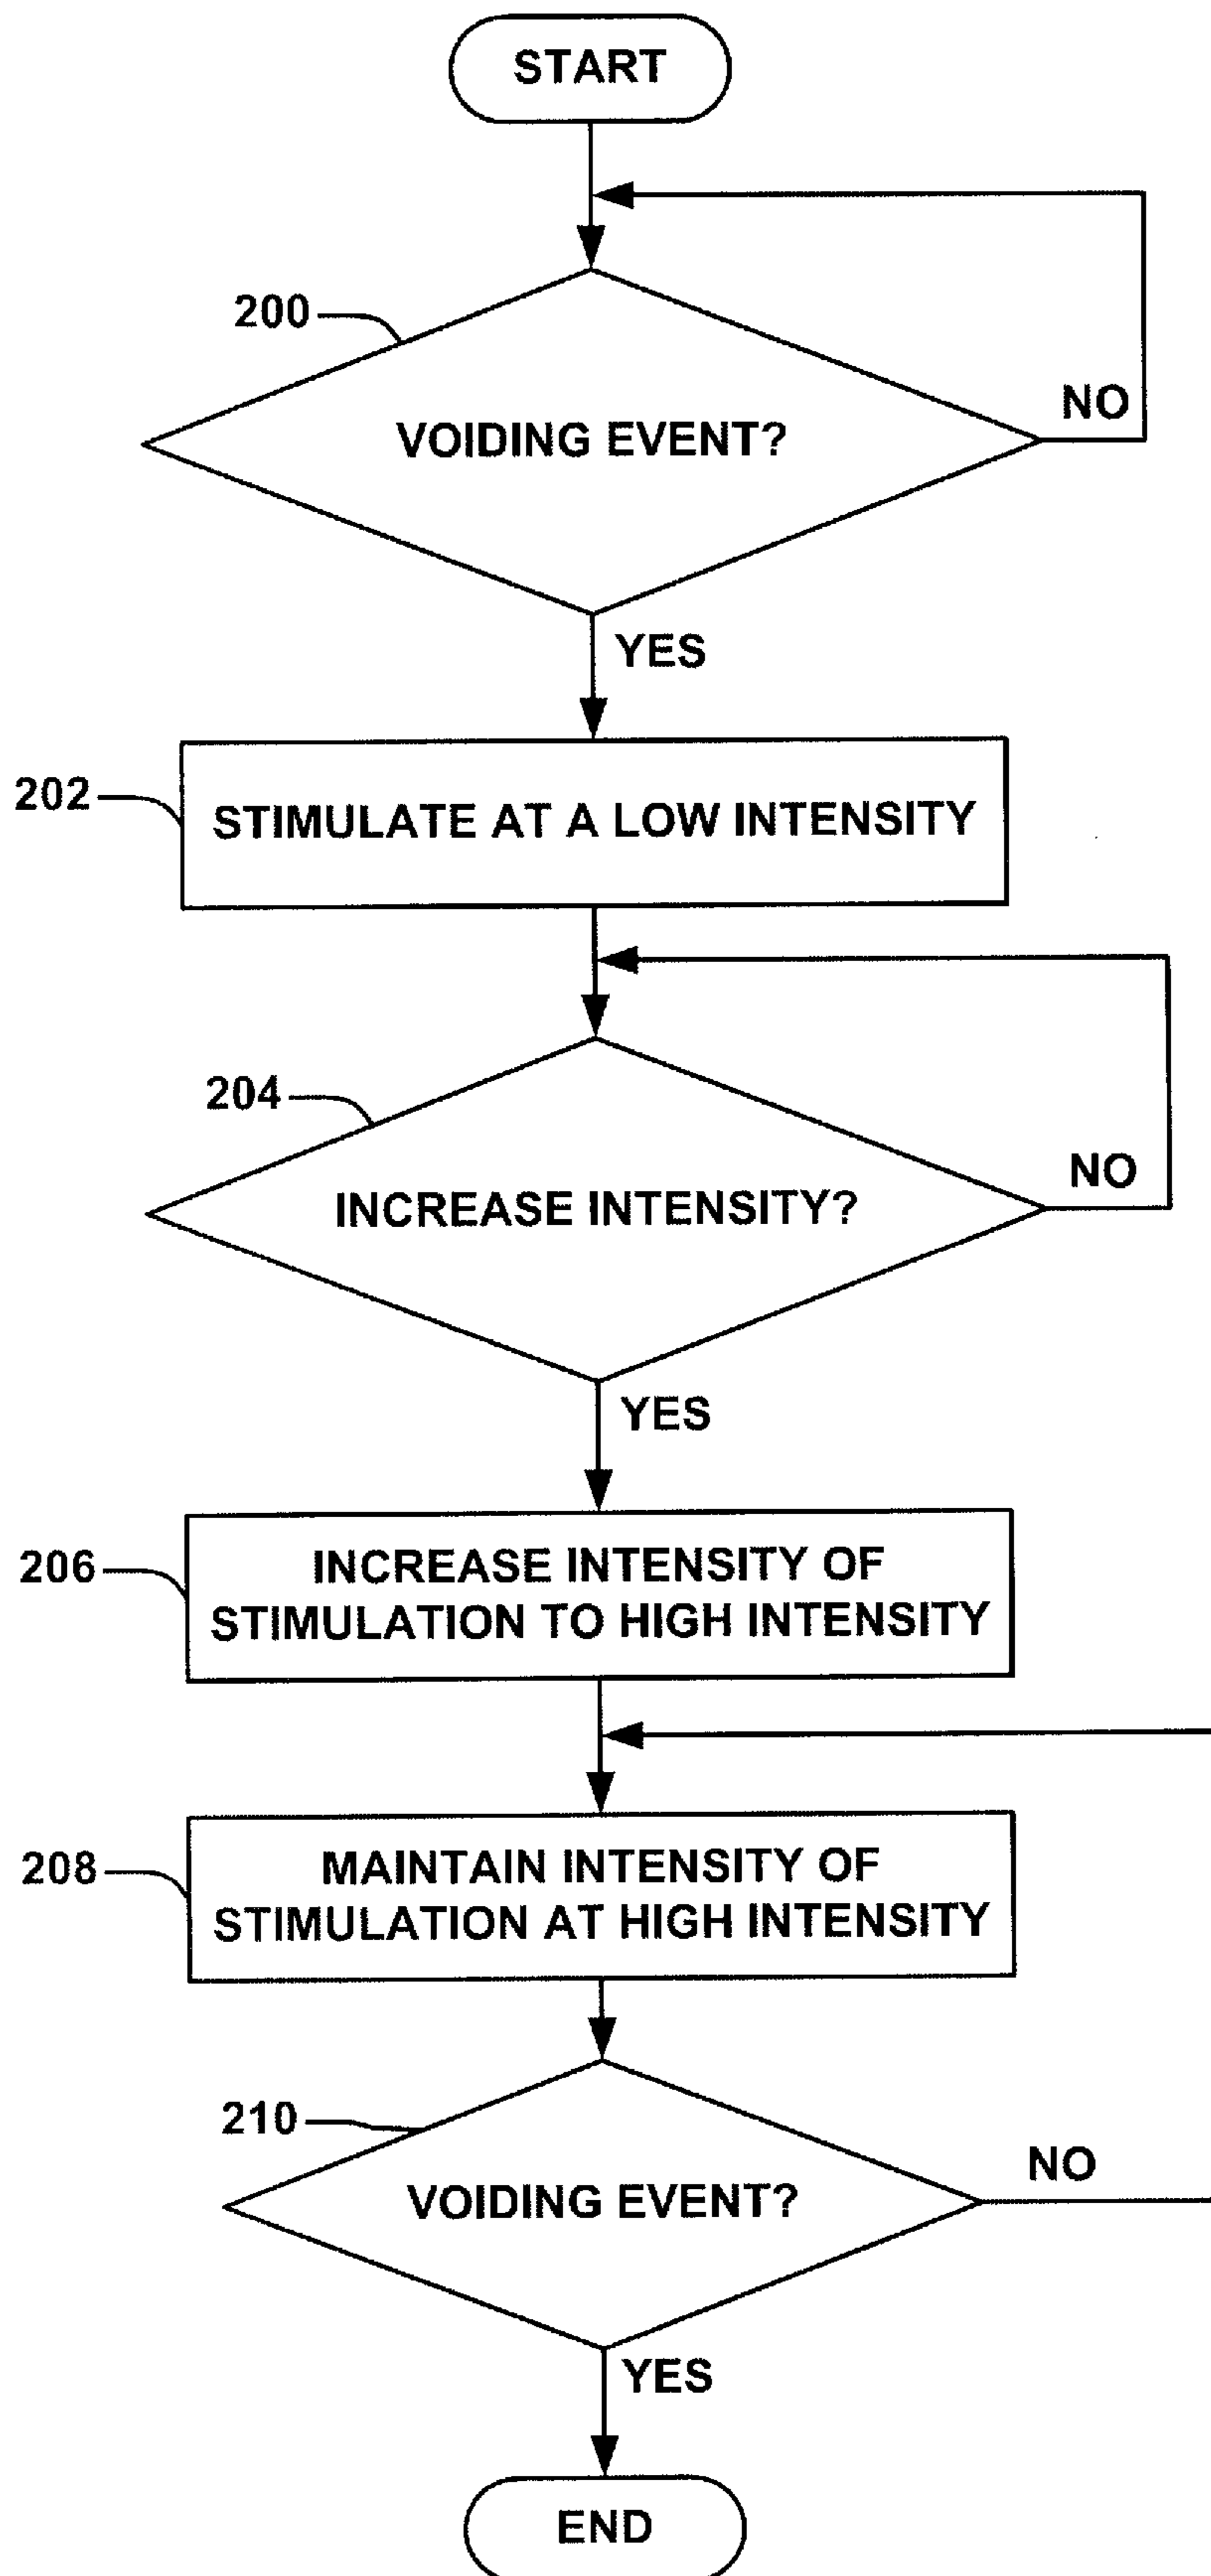 START
200
VOIDING EVENT?
NO
YES
202
STIMULATE AT A LOW INTENSITY
204
INCREASE INTENSITY?
NO
YES
206
INCREASE INTENSITY OF
STIMULATION TO HIGH INTENSITY
208
MAINTAIN INTENSITY OF
STIMULATION AT HIGH INTENSITY
210
VOIDING EVENT?
NO
YES
END